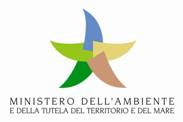 MINISTERO DELL'AMBIENTE
E DELLA TUTELA DEL TERRITORIO E DEL MARE